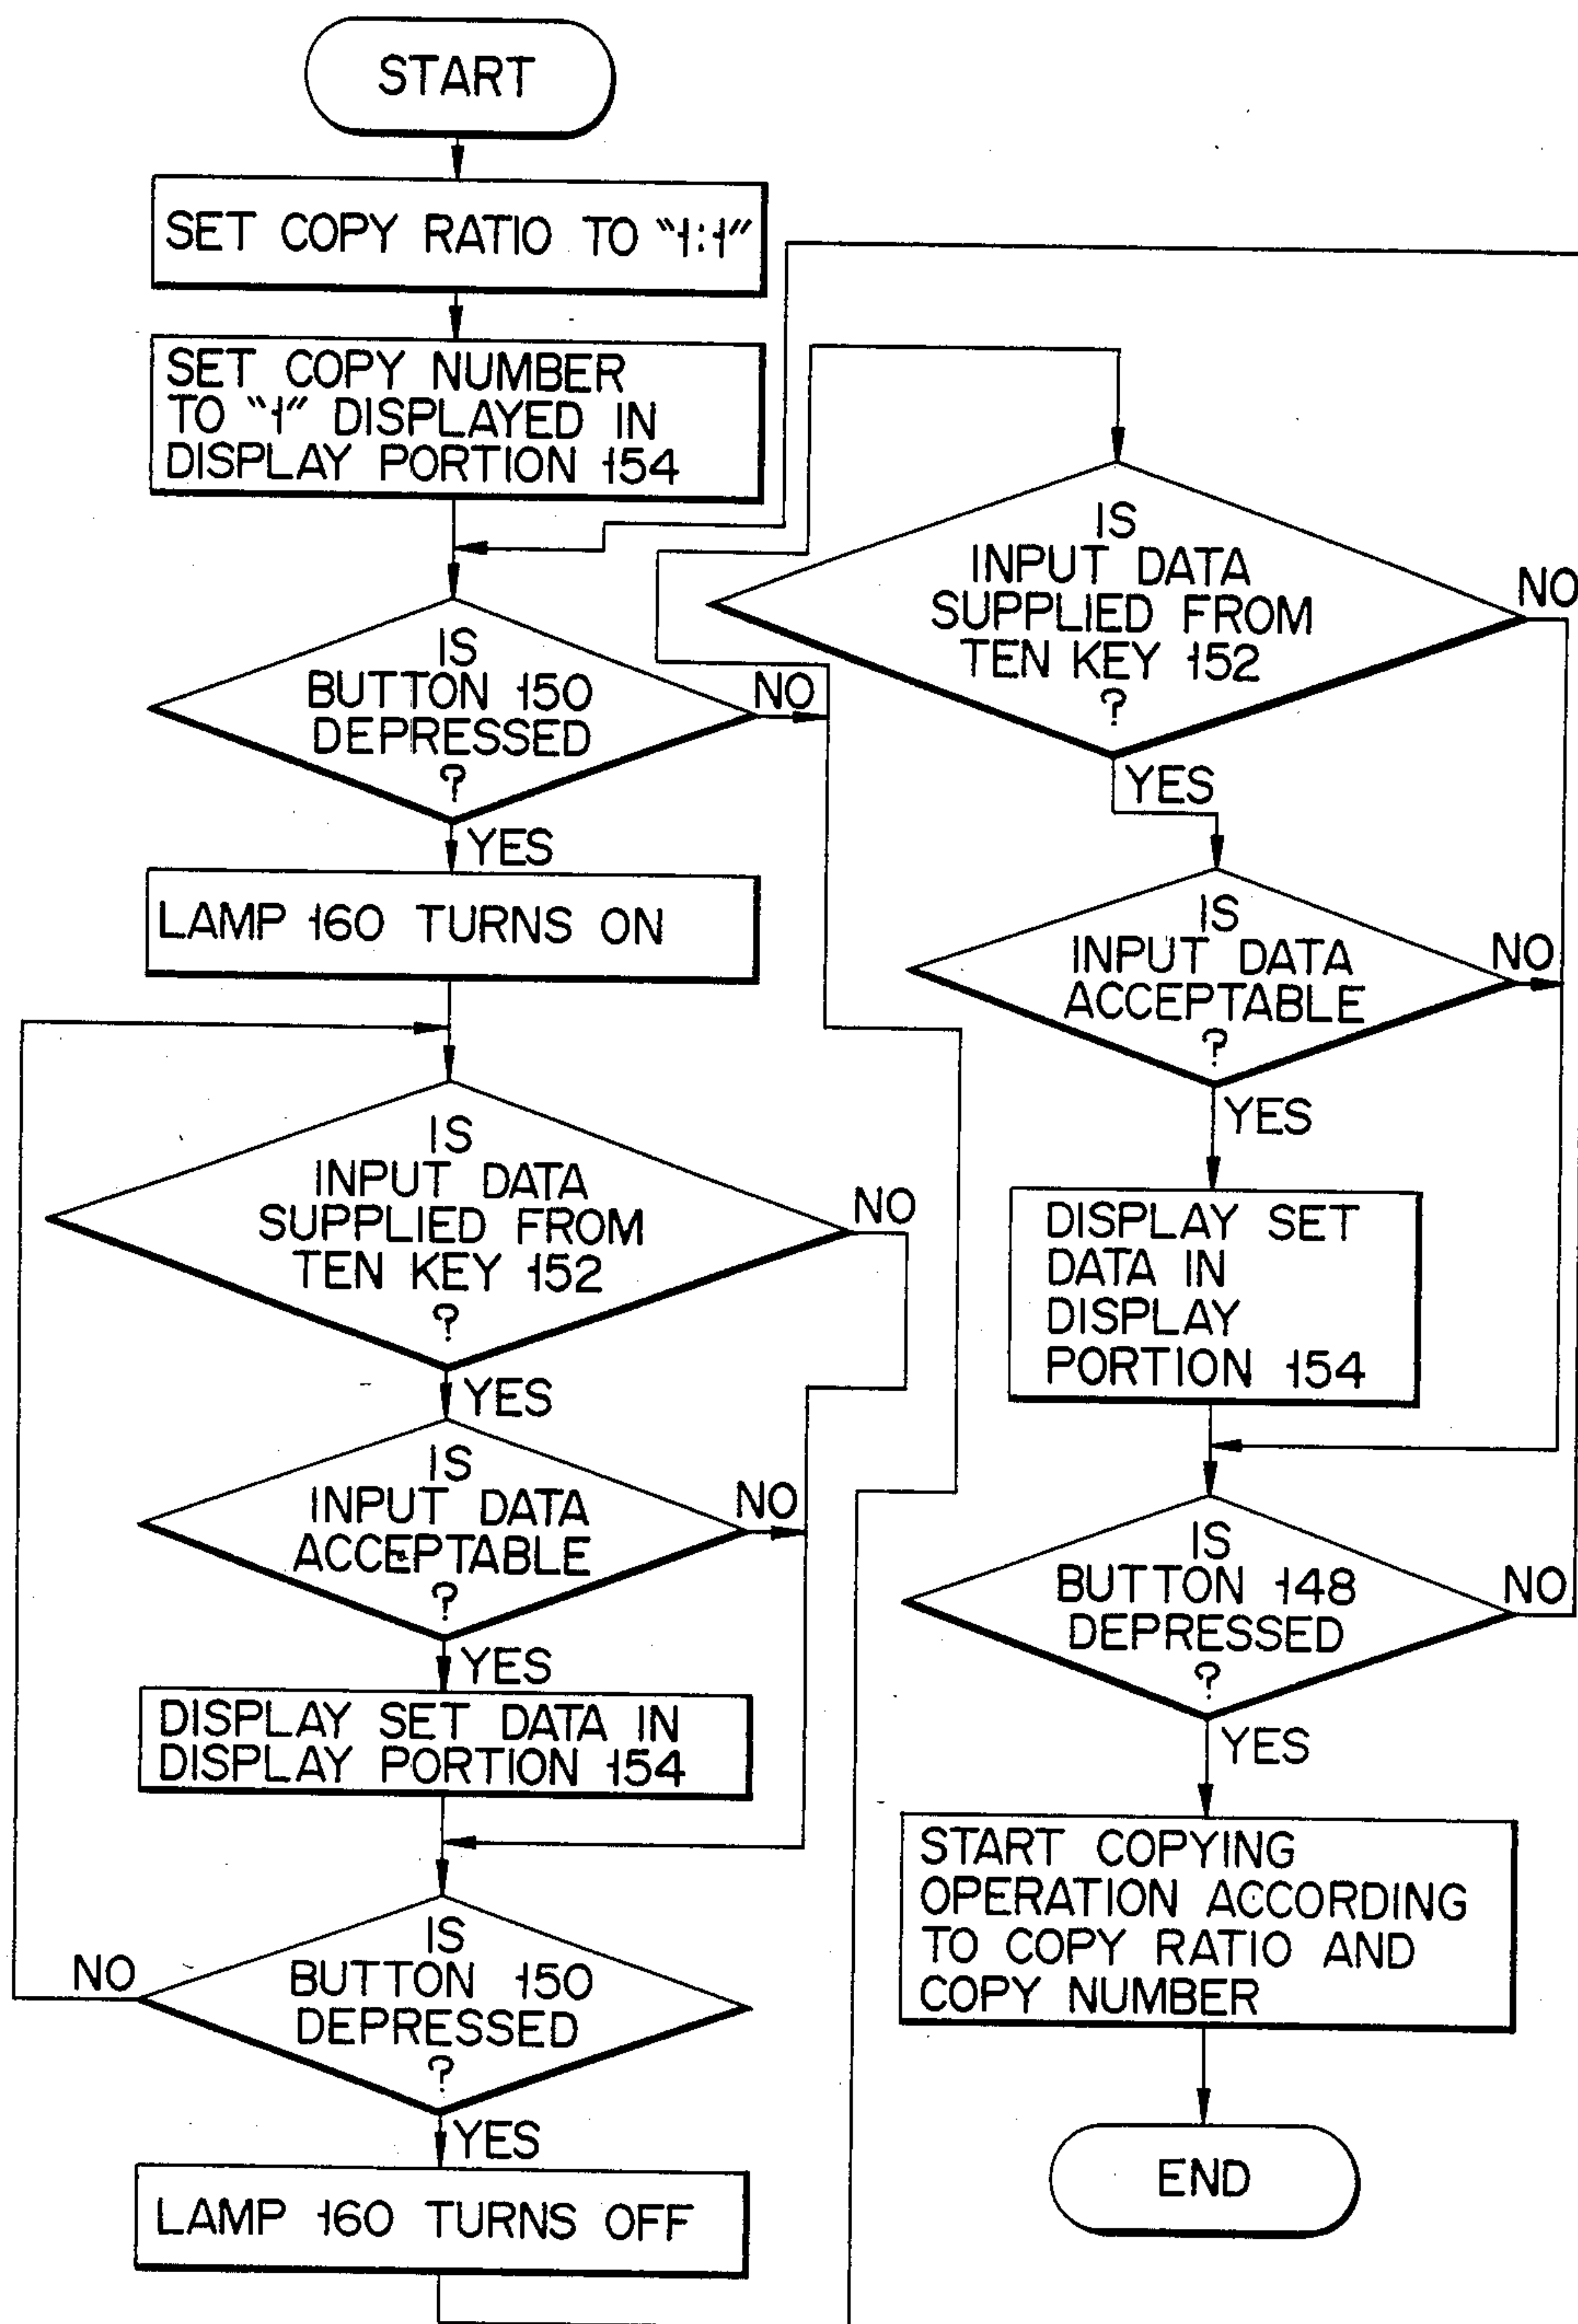 START
SET COPY RATIO TO "1:1"
SET COPY NUMBER
TO "1" DISPLAYED IN
DISPLAY PORTION 154
IS
BUTTON 150
DEPRESSED
?
NO
YES
LAMP 160 TURNS ON
IS
INPUT DATA
SUPPLIED FROM
TEN KEY 152
?
NO
YES
IS
INPUT DATA
ACCEPTABLE
?
NO
YES
DISPLAY SET DATA IN
DISPLAY PORTION 154
IS
BUTTON 150
DEPRESSED
?
NO
YES
LAMP 160 TURNS OFF
IS
INPUT DATA
SUPPLIED FROM
TEN KEY 152
?
NO
YES
IS
INPUT DATA
ACCEPTABLE
?
NO
YES
DISPLAY SET
DATA IN
DISPLAY
PORTION 154
IS
BUTTON 148
DEPRESSED
?
NO
YES
START COPYING
OPERATION ACCORDING
TO COPY RATIO AND
COPY NUMBER
END